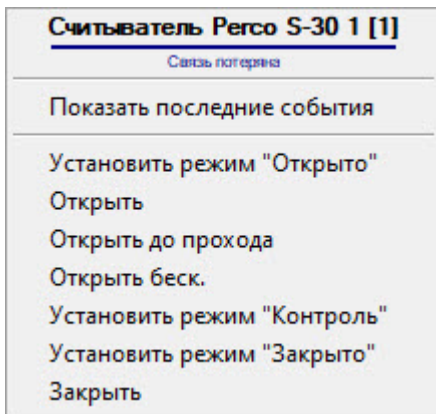 Считыватель Perco S-30 1 [1]
Связь потеряна
Показать последние события
Установить режим "Открыто"
Открыть
Открыть до прохода
Открыть беск.
Установить режим "Контроль"
Установить режим "Закрыто"
Закрыть